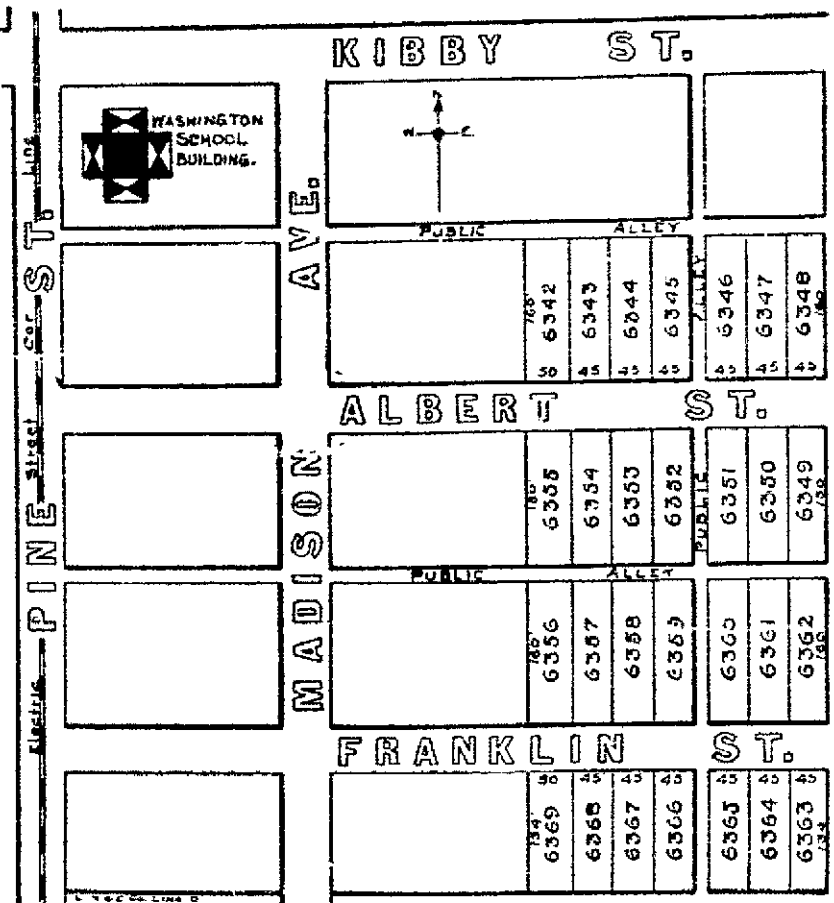 KIBBY ST.
WASHINGTON
SCHOOL
BUILDING.
N
W E
PINE ST.
Electric Street Car Line
MADISON AVE.
PUBLIC ALLEY
ALLEY
6342 6343 6344 6345 6346 6347 6348
50 45 45 45 45 45 45
ALBERT ST.
6355 6354 6353 6352 6351 6350 6349
PUBLIC
PUBLIC ALLEY
6356 6357 6358 6359 6360 6361 6362
FRANKLIN ST.
50 45 45 45 45 45 45
134'
6369 6368 6367 6366 6365 6364 6363
134